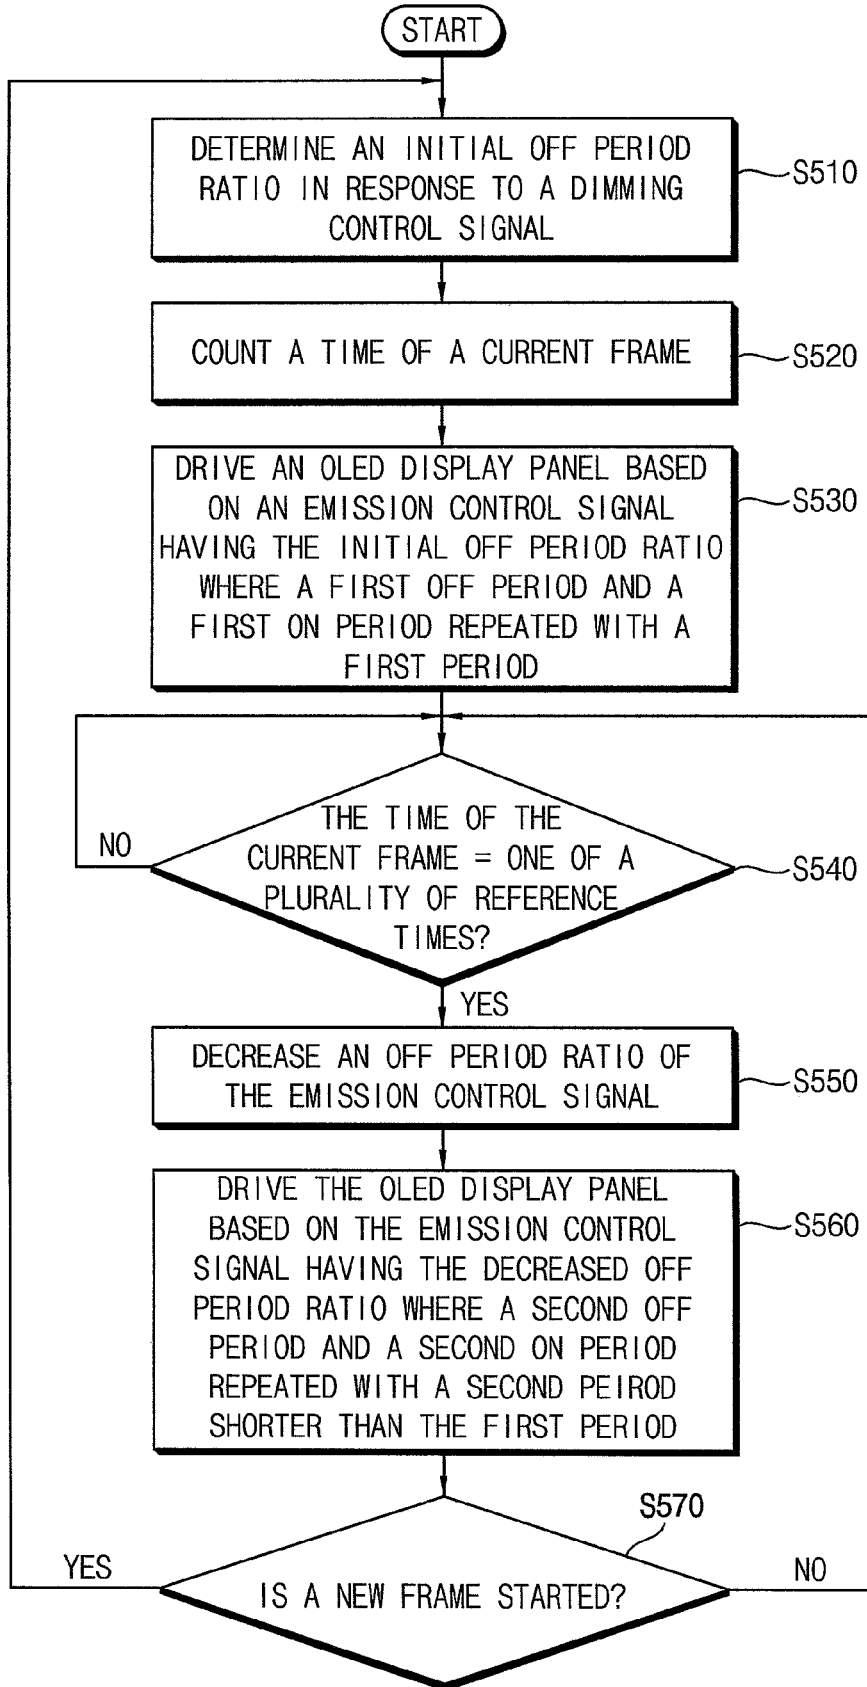 START
DETERMINE AN INITIAL OFF PERIOD
RATIO IN RESPONSE TO A DIMMING
CONTROL SIGNAL
S510
COUNT A TIME OF A CURRENT FRAME
S520
DRIVE AN OLED DISPLAY PANEL BASED
ON AN EMISSION CONTROL SIGNAL
HAVING THE INITIAL OFF PERIOD RATIO
WHERE A FIRST OFF PERIOD AND A
FIRST ON PERIOD REPEATED WITH A
FIRST PERIOD
S530
THE TIME OF THE
CURRENT FRAME = ONE OF A
PLURALITY OF REFERENCE
TIMES?
NO
S540
YES
DECREASE AN OFF PERIOD RATIO OF
THE EMISSION CONTROL SIGNAL
S550
DRIVE THE OLED DISPLAY PANEL
BASED ON THE EMISSION CONTROL
SIGNAL HAVING THE DECREASED OFF
PERIOD RATIO WHERE A SECOND OFF
PERIOD AND A SECOND ON PERIOD
REPEATED WITH A SECOND PEIROD
SHORTER THAN THE FIRST PERIOD
S560
S570
YES
IS A NEW FRAME STARTED?
NO